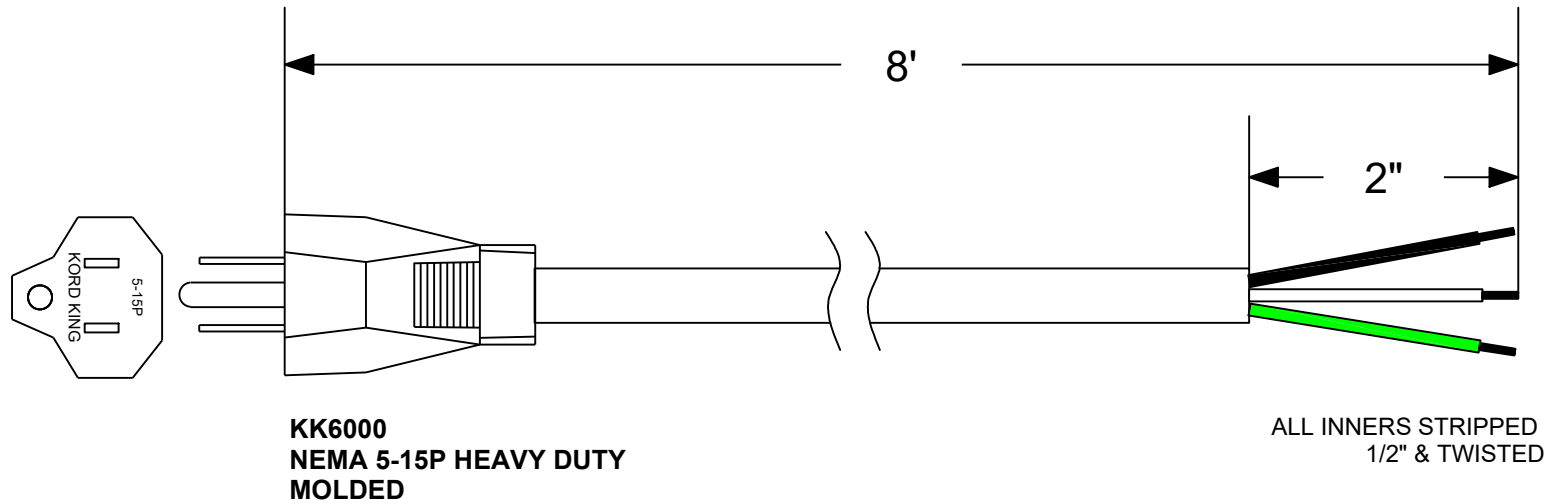 8'
2"
KORD KING
5-15P
KK6000
NEMA 5-15P HEAVY DUTY
MOLDED
ALL INNERS STRIPPED
1/2" & TWISTED